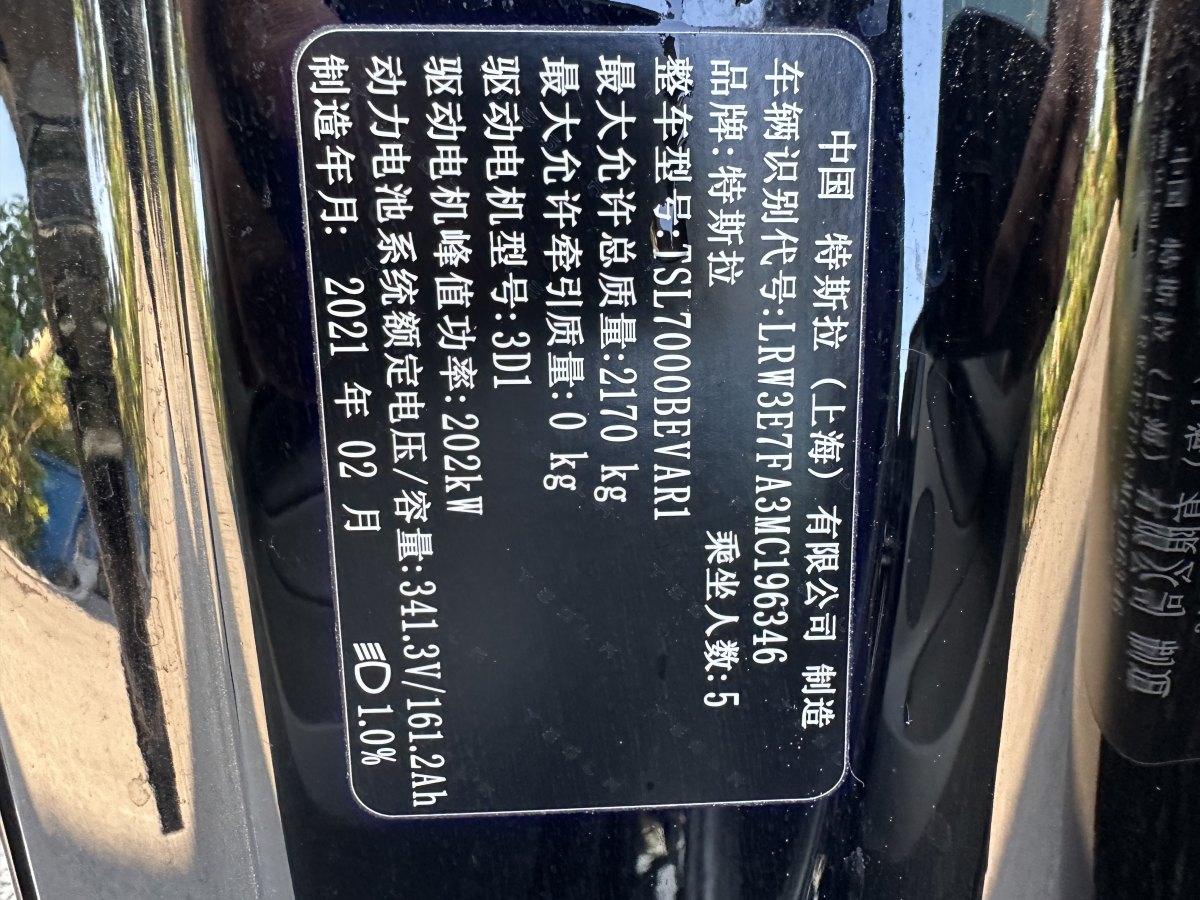 中国 特斯拉（上海）有限公司 制造
车辆识别代号:LRW3E7FA3MC196346
品牌:特斯拉 乘坐人数:5
整车型号:TSL7000BEVAR1
最大允许总质量:2170 kg
最大允许牵引质量:0 kg
驱动电机型号:3D1
驱动电机峰值功率:202kW
动力电池系统额定电压/容量:341.3V/161.2Ah
制造年月: 2021 年 02 月 1.0%